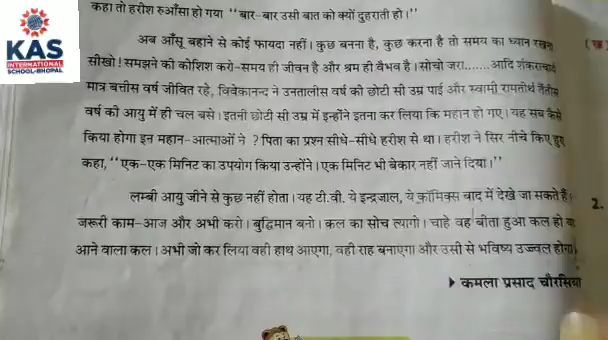 KAS
INTERNATIONAL
SCHOOL-BHOPAL
कहा तो हरीश रुआँसा हो गया "बार-बार उसी बात को क्यों दुहराती हो।"
अब आँसू बहाने से कोई फायदा नहीं। कुछ बनना है, कुछ करना है तो समय का ध्यान रखना
सीखो! समझने की कोशिश करो-समय ही जीवन है और श्रम ही वैभव है। सोचो जरा.......आदि शंकराचार्य
मात्र बत्तीस वर्ष जीवित रहे, विवेकानन्द ने उनतालीस वर्ष की छोटी सी उम्र पाई और स्वामी रामतीर्थ तैंतीस
वर्ष की आयु में ही चल बसे। इतनी छोटी सी उम्र में इन्होंने इतना कर लिया कि महान हो गए। यह सब कैसे
किया होगा इन महान-आत्माओं ने ? पिता का प्रश्न सीधे-सीधे हरीश से था। हरीश ने सिर नीचे किए हुए
कहा, "एक-एक मिनिट का उपयोग किया उन्होंने। एक मिनिट भी बेकार नहीं जाने दिया।"
लम्बी आयु जीने से कुछ नहीं होता। यह टी.वी. ये इन्द्रजाल, ये कॉमिक्स बाद में देखे जा सकते हैं।
जरूरी काम-आज और अभी करो। बुद्धिमान बनो। कल का सोच त्यागो। चाहे वह बीता हुआ कल हो या
आने वाला कल। अभी जो कर लिया वही हाथ आएगा, वही राह बनाएगा और उसी से भविष्य उज्ज्वल होगा।
कमला प्रसाद चौरसिया
(ख)
2.